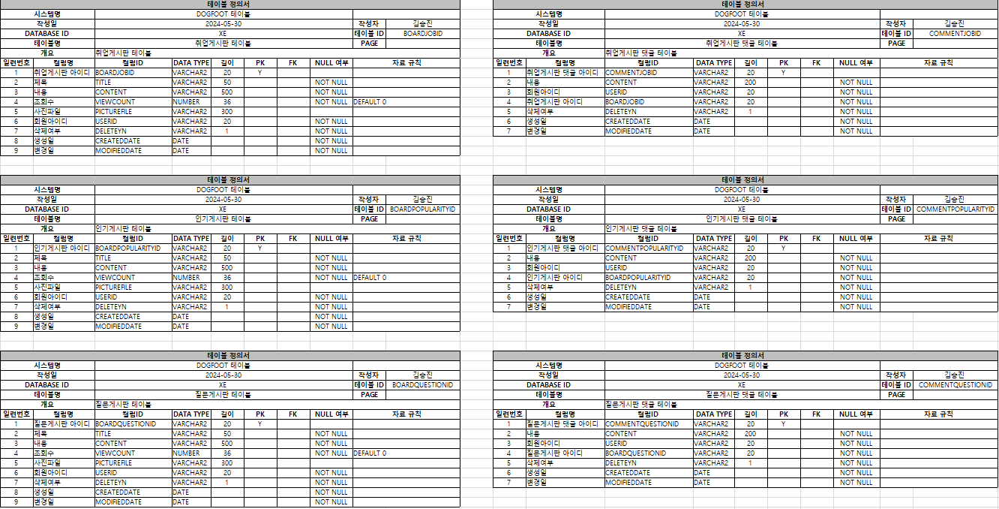 테이블 정의서
시스템명 DOGFOOT 테이블
작성일 2024-05-30 작성자 김승진
DATABASE ID XE 테이블 ID BOARDJOBID
테이블명 취업게시판 테이블 PAGE
개요 취업게시판 테이블
일련번호 컬럼명 컬럼ID DATA TYPE 길이 PK FK NULL 여부 자료 규칙
1 취업게시판 아이디 BOARDJOBID VARCHAR2 20 Y
2 제목 TITLE VARCHAR2 50 NOT NULL
3 내용 CONTENT VARCHAR2 500 NOT NULL
4 조회수 VIEWCOUNT NUMBER 36 NOT NULL DEFAULT 0
5 사진파일 PICTUREFILE VARCHAR2 300
6 회원아이디 USERID VARCHAR2 20 NOT NULL
7 삭제여부 DELETEYN VARCHAR2 1 NOT NULL
8 생성일 CREATEDDATE DATE NOT NULL
9 변경일 MODIFIEDDATE DATE NOT NULL
테이블 정의서
시스템명 DOGFOOT 테이블
작성일 2024-05-30 작성자 김승진
DATABASE ID XE 테이블 ID COMMENTJOBID
테이블명 취업게시판 댓글 테이블 PAGE
개요 취업게시판 댓글 테이블
일련번호 컬럼명 컬럼ID DATA TYPE 길이 PK FK NULL 여부 자료 규칙
1 취업게시판 댓글 아이디 COMMENTJOBID VARCHAR2 20 Y
2 내용 CONTENT VARCHAR2 200 NOT NULL
3 회원아이디 USERID VARCHAR2 20 NOT NULL
4 취업게시판 아이디 BOARDJOBID VARCHAR2 20 NOT NULL
5 삭제여부 DELETEYN VARCHAR2 1 NOT NULL
6 생성일 CREATEDDATE DATE NOT NULL
7 변경일 MODIFIEDDATE DATE NOT NULL
테이블 정의서
시스템명 DOGFOOT 테이블
작성일 2024-05-30 작성자 김승진
DATABASE ID XE 테이블 ID BOARDPOPULARITYID
테이블명 인기게시판 테이블 PAGE
개요 인기게시판 테이블
일련번호 컬럼명 컬럼ID DATA TYPE 길이 PK FK NULL 여부 자료 규칙
1 인기게시판 아이디 BOARDPOPULARITYID VARCHAR2 20 Y
2 제목 TITLE VARCHAR2 50 NOT NULL
3 내용 CONTENT VARCHAR2 500 NOT NULL
4 조회수 VIEWCOUNT NUMBER 36 NOT NULL DEFAULT 0
5 사진파일 PICTUREFILE VARCHAR2 300
6 회원아이디 USERID VARCHAR2 20 NOT NULL
7 삭제여부 DELETEYN VARCHAR2 1 NOT NULL
8 생성일 CREATEDDATE DATE NOT NULL
9 변경일 MODIFIEDDATE DATE NOT NULL
테이블 정의서
시스템명 DOGFOOT 테이블
작성일 2024-05-30 작성자 김승진
DATABASE ID XE 테이블 ID COMMENTPOPULARITYID
테이블명 인기게시판 댓글 테이블 PAGE
개요 인기게시판 댓글 테이블
일련번호 컬럼명 컬럼ID DATA TYPE 길이 PK FK NULL 여부 자료 규칙
1 인기게시판 댓글 아이디 COMMENTPOPULARITYID VARCHAR2 20 Y
2 내용 CONTENT VARCHAR2 200 NOT NULL
3 회원아이디 USERID VARCHAR2 20 NOT NULL
4 인기게시판 아이디 BOARDPOPULARITYID VARCHAR2 20 NOT NULL
5 삭제여부 DELETEYN VARCHAR2 1 NOT NULL
6 생성일 CREATEDDATE DATE NOT NULL
7 변경일 MODIFIEDDATE DATE NOT NULL
테이블 정의서
시스템명 DOGFOOT 테이블
작성일 2024-05-30 작성자 김승진
DATABASE ID XE 테이블 ID BOARDQUESTIONID
테이블명 질문게시판 테이블 PAGE
개요 질문게시판 테이블
일련번호 컬럼명 컬럼ID DATA TYPE 길이 PK FK NULL 여부 자료 규칙
1 질문게시판 아이디 BOARDQUESTIONID VARCHAR2 20 Y
2 제목 TITLE VARCHAR2 50 NOT NULL
3 내용 CONTENT VARCHAR2 500 NOT NULL
4 조회수 VIEWCOUNT NUMBER 36 NOT NULL DEFAULT 0
5 사진파일 PICTUREFILE VARCHAR2 300
6 회원아이디 USERID VARCHAR2 20 NOT NULL
7 삭제여부 DELETEYN VARCHAR2 1 NOT NULL
8 생성일 CREATEDDATE DATE NOT NULL
9 변경일 MODIFIEDDATE DATE NOT NULL
테이블 정의서
시스템명 DOGFOOT 테이블
작성일 2024-05-30 작성자 김승진
DATABASE ID XE 테이블 ID COMMENTQUESTIONID
테이블명 질문게시판 댓글 테이블 PAGE
개요 질문게시판 댓글 테이블
일련번호 컬럼명 컬럼ID DATA TYPE 길이 PK FK NULL 여부 자료 규칙
1 질문게시판 댓글 아이디 COMMENTQUESTIONID VARCHAR2 20 Y
2 내용 CONTENT VARCHAR2 200 NOT NULL
3 회원아이디 USERID VARCHAR2 20 NOT NULL
4 질문게시판 아이디 BOARDQUESTIONID VARCHAR2 20 NOT NULL
5 삭제여부 DELETEYN VARCHAR2 1 NOT NULL
6 생성일 CREATEDDATE DATE NOT NULL
7 변경일 MODIFIEDDATE DATE NOT NULL